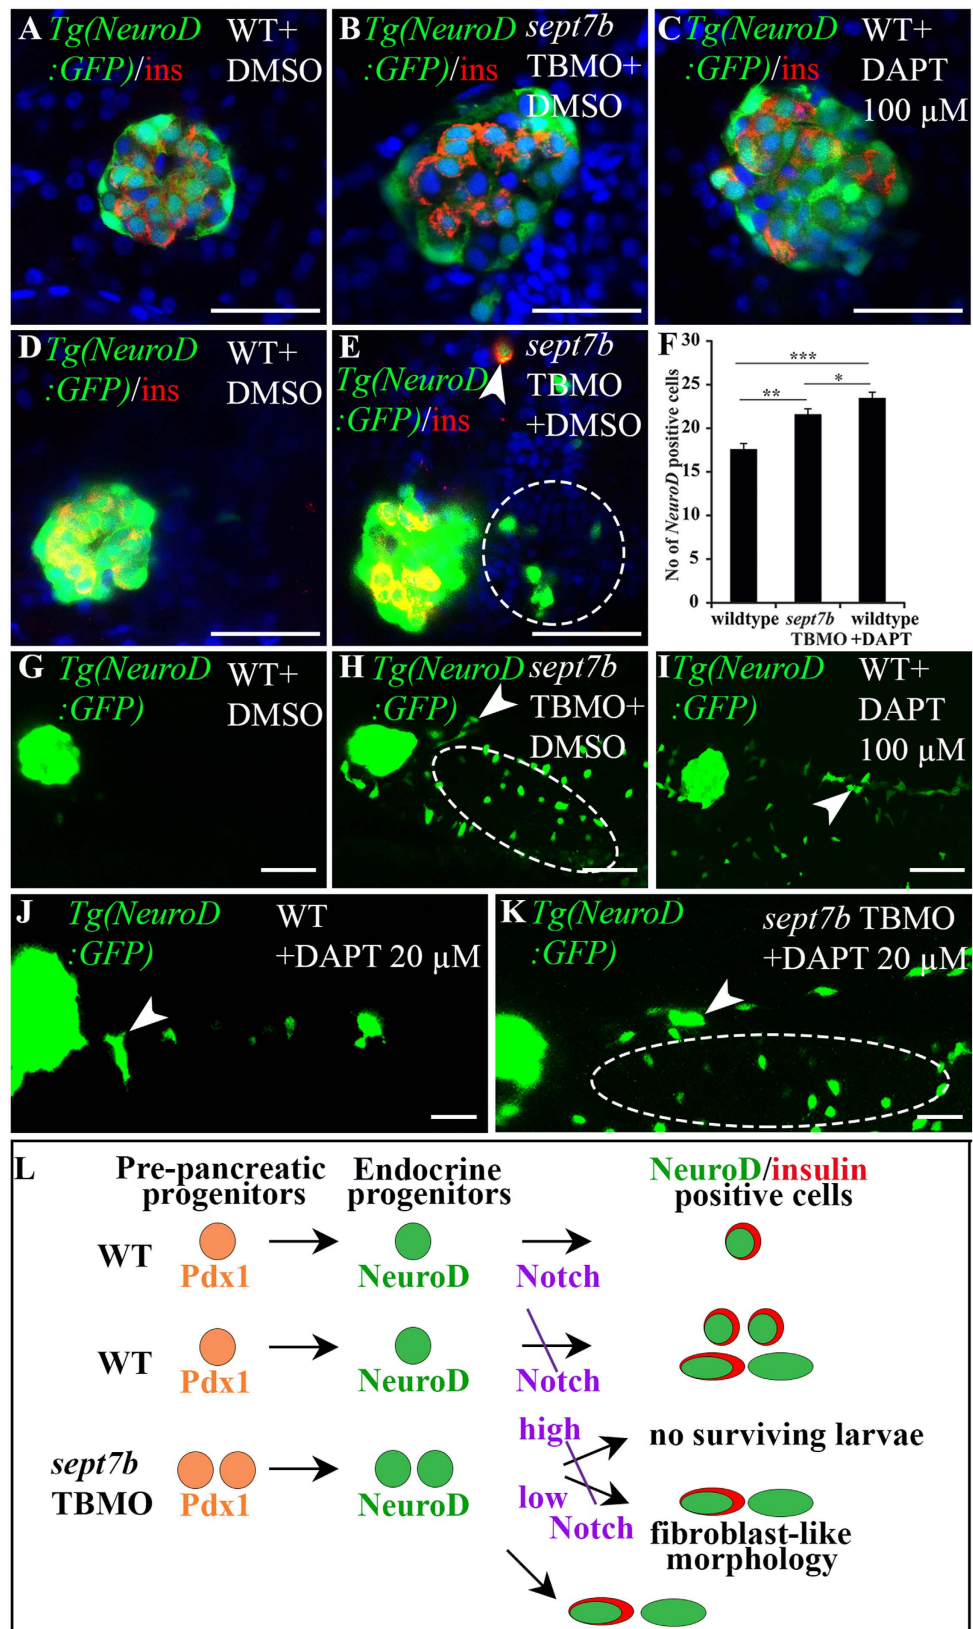 A Tg(NeuroD WT+
:GFP)/ins DMSO
B Tg(NeuroD sept7b
:GFP)/ins TBMO+
DMSO
C Tg(NeuroD WT+
:GFP)/ins DAPT
100 µM
D Tg(NeuroD WT+
:GFP)/ins DMSO
E sept7b
Tg(NeuroD TBMO
:GFP)/ins +DMSO
F
No of NeuroD positive cells
30
25
20
15
10
5
0
***
**
*
wildtype sept7b wildtype
TBMO +DAPT
G Tg(NeuroD WT+
:GFP) DMSO
H Tg(NeuroD sept7b
:GFP) TBMO+
DMSO
I Tg(NeuroD WT+
:GFP) DAPT
100 µM
J Tg(NeuroD WT
:GFP) +DAPT 20 µM
K Tg(NeuroD sept7b TBMO
:GFP) +DAPT 20 µM
L Pre-pancreatic Endocrine NeuroD/insulin
progenitors progenitors positive cells
WT
Pdx1 NeuroD Notch
WT
Pdx1 NeuroD Notch
high
no surviving larvae
sept7b
TBMO
Pdx1 NeuroD
low
Notch
fibroblast-like
morphology